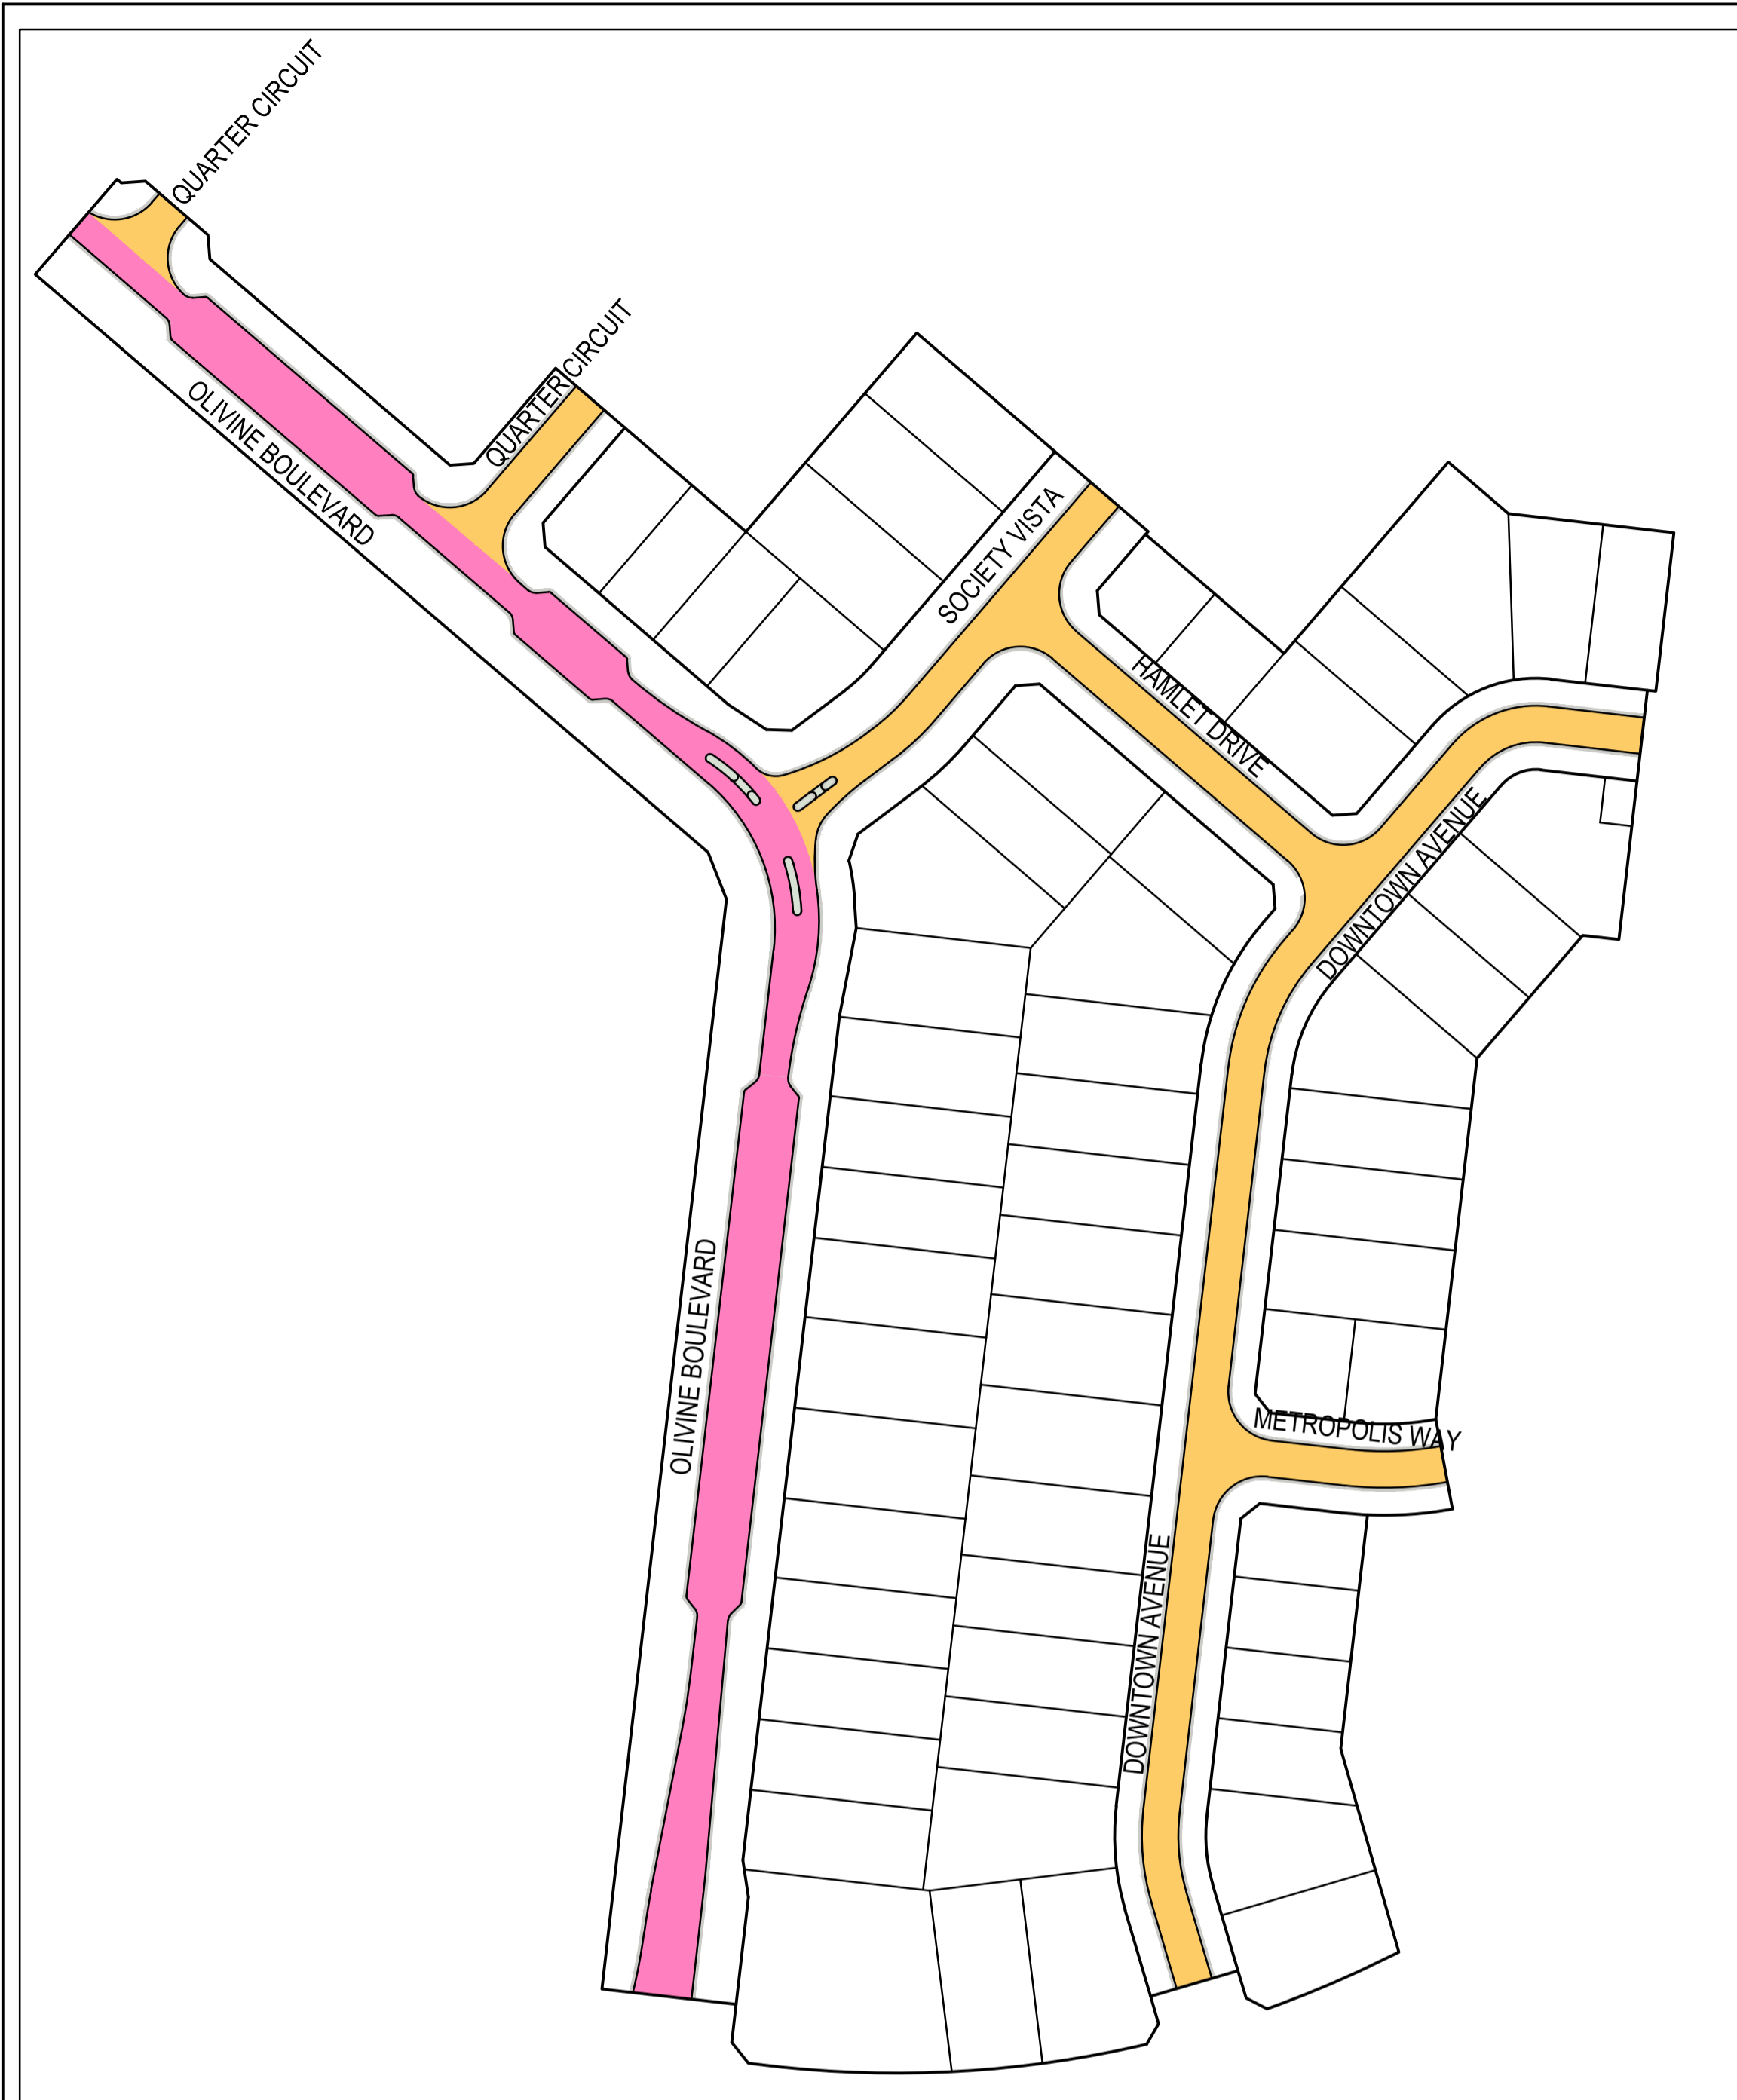 QUARTER CIRCUIT
QUARTER CIRCUIT
OLIVINE BOULEVARD
SOCIETY VISTA
HAMLET DRIVE
DOWNTOWN AVENUE
OLIVINE BOULEVARD
METROPOLIS WAY
DOWNTOWN AVENUE